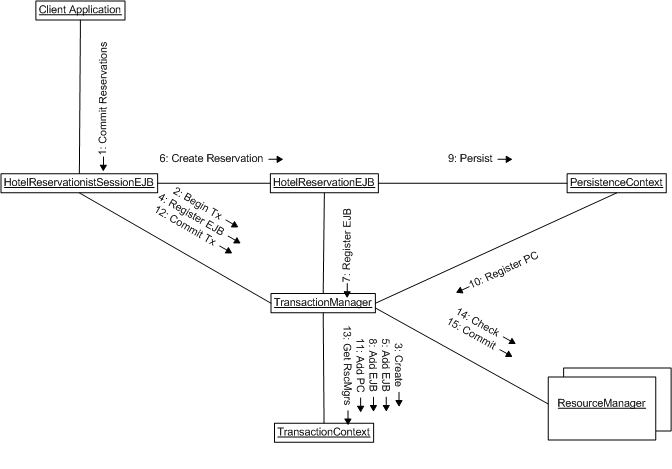 Client Application
1: Commit Reservations
6: Create Reservation
9: Persist
HotelReservationistSessionEJB
HotelReservationEJB
PersistenceContext
2: Begin Tx
4: Register EJB
12: Commit Tx
7: Register EJB
10: Register PC
TransactionManager
14: Check
15: Commit
3: Create
5: Add EJB
8: Add EJB
11: Add PC
13: Get RscMgrs
ResourceManager
TransactionContext